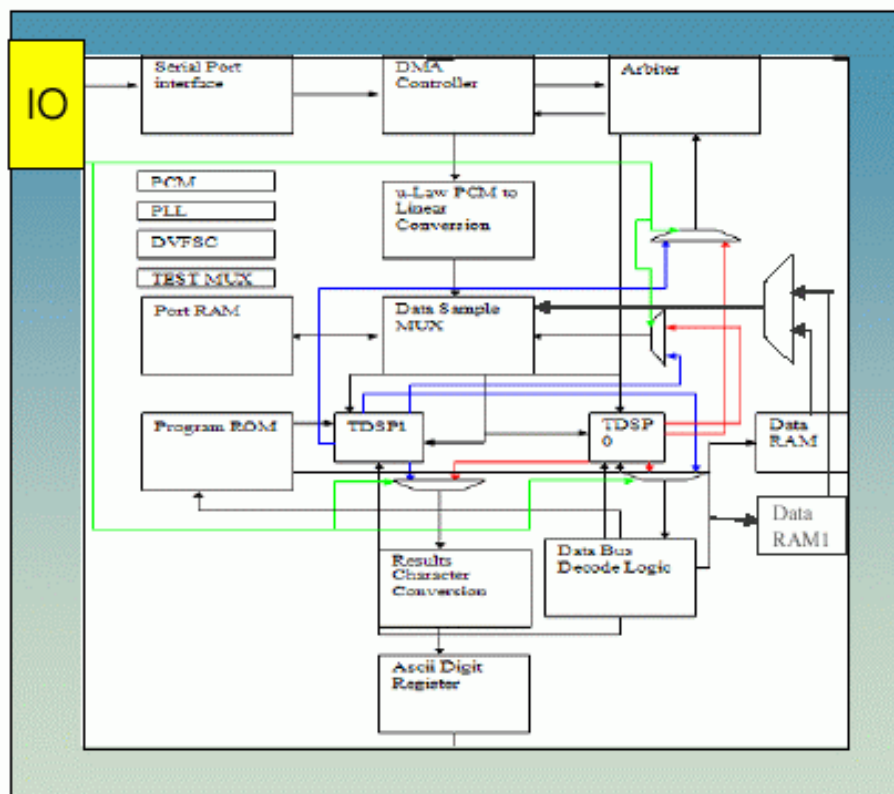 IO
Serial Port
interface
DMA
Controller
Arbiter
PCM
PLL
DVFSC
TEST MUX
u-Law PCM to
Linear
Conversion
Port RAM
Data Sample
MUX
Program ROM
TDSP1
TDSP
0
Data
RAM
Data
RAM1
Results
Character
Conversion
Data Bus
Decode Logic
Ascii Digit
Register